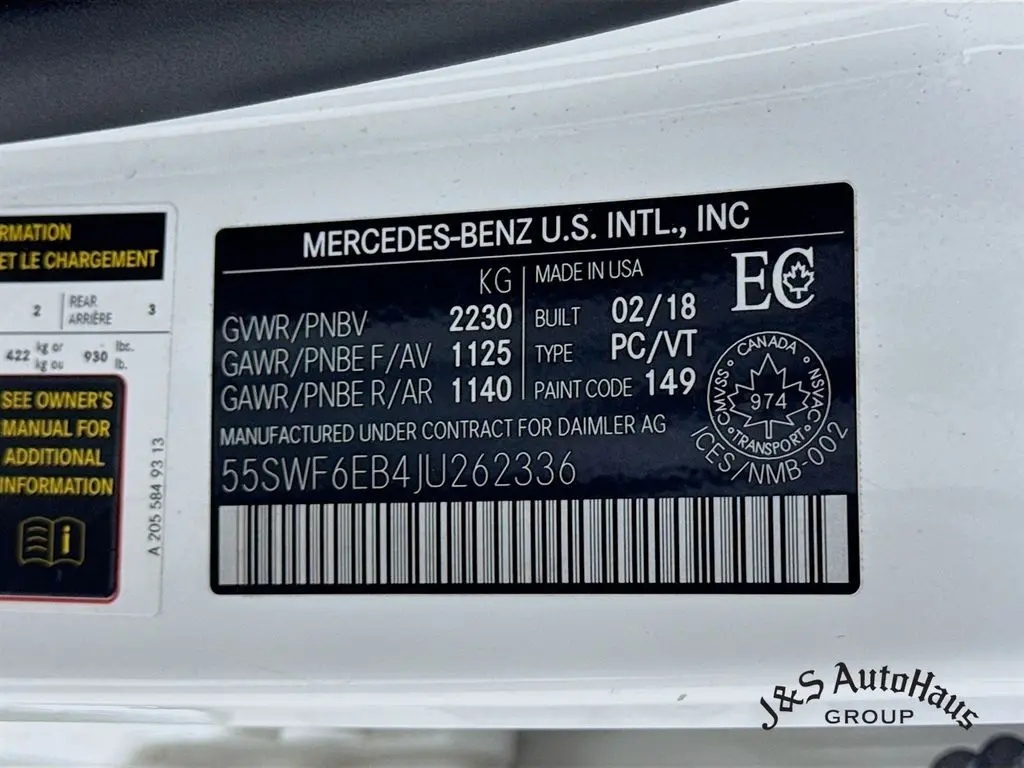 RMATION
ET LE CHARGEMENT
2 REAR ARRIÈRE 3
422 kg or kg ou 930 lbs. lb.
SEE OWNER'S
MANUAL FOR
ADDITIONAL
INFORMATION
i
A 205 584 93 13
MERCEDES-BENZ U.S. INTL., INC
KG
GVWR/PNBV 2230
GAWR/PNBE F/AV 1125
GAWR/PNBE R/AR 1140
MADE IN USA
BUILT 02/18
TYPE PC/VT
PAINT CODE 149
EC
CANADA
CMVSS NSVAC
974
TRANSPORT
ICES/NMB-002
MANUFACTURED UNDER CONTRACT FOR DAIMLER AG
55SWF6EB4JU262336
J&S AutoHaus
GROUP